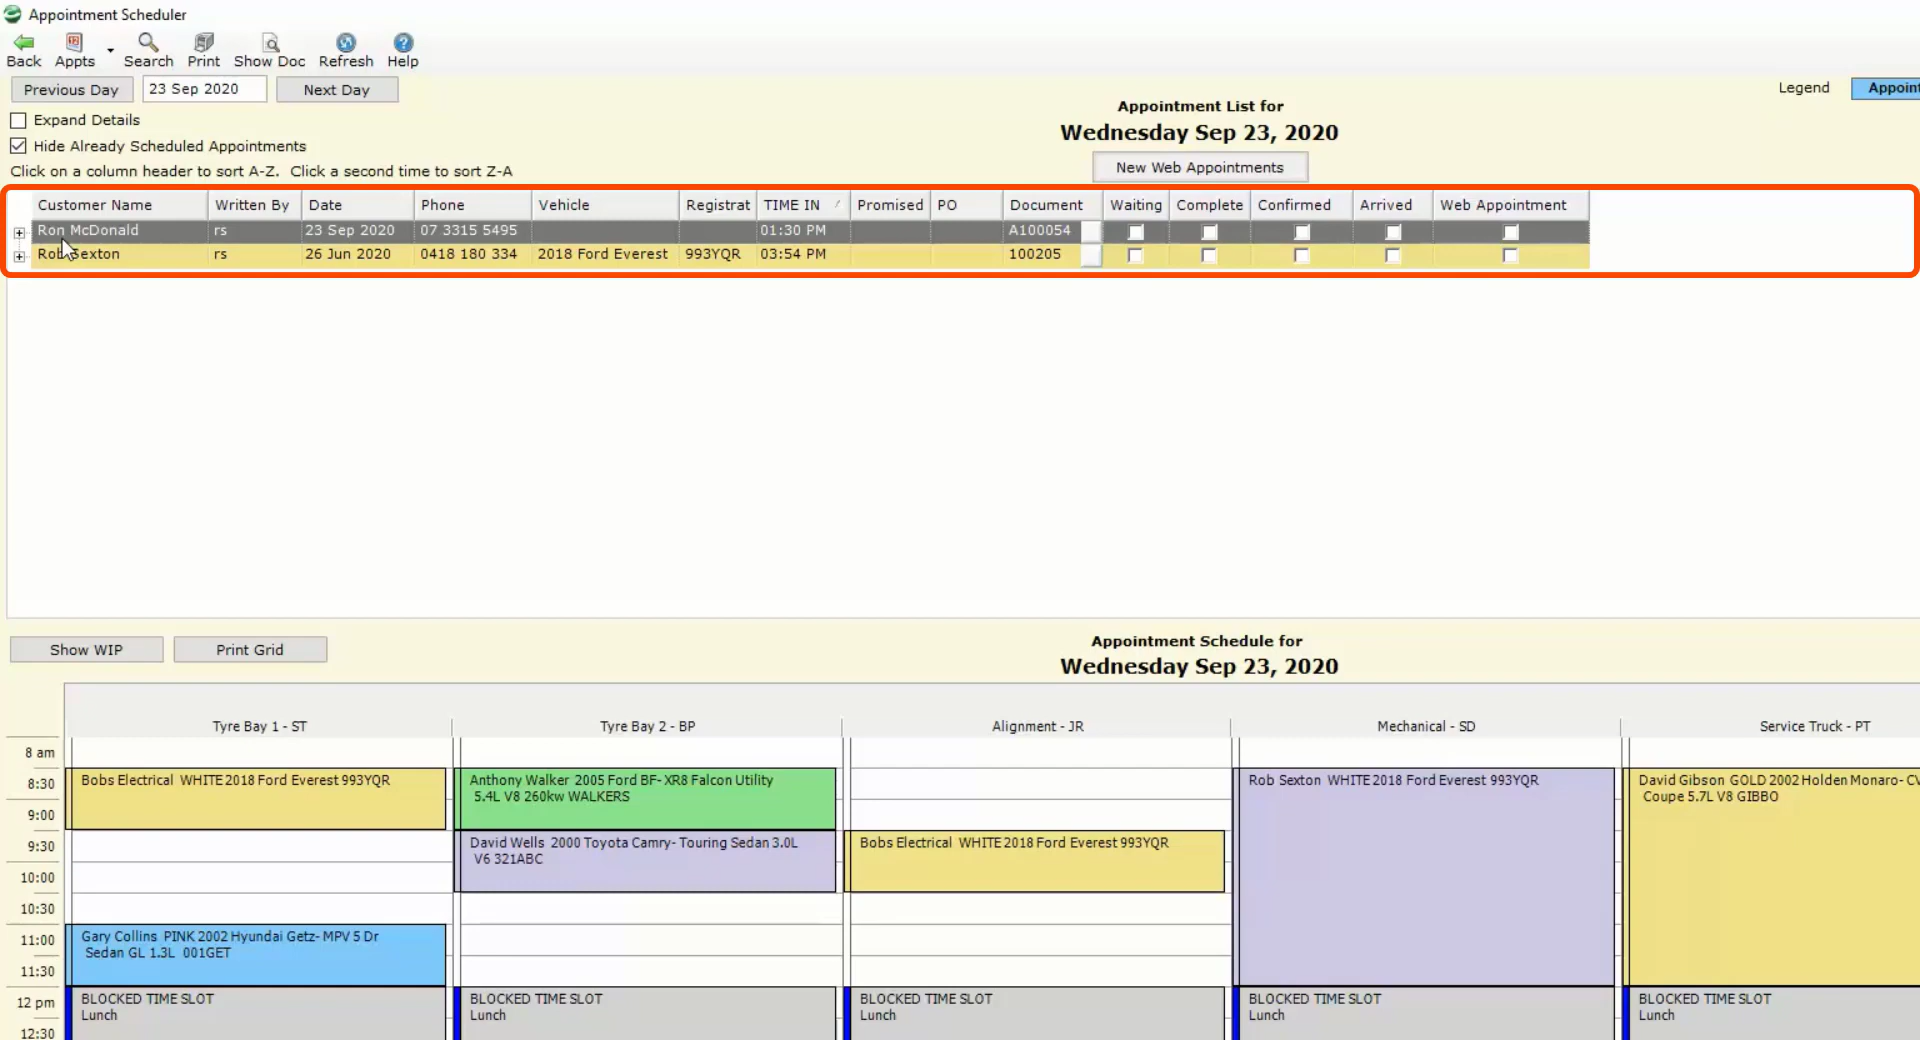 Appointment Scheduler
Back Appts Search Print Show Doc Refresh Help
Previous Day 23 Sep 2020 Next Day
Legend Appoint
Appointment List for
Expand Details
Wednesday Sep 23, 2020
Hide Already Scheduled Appointments
New Web Appointments
Click on a column header to sort A-Z. Click a second time to sort Z-A
Customer Name Written By Date Phone Vehicle Registrat TIME IN Promised PO Document Waiting Complete Confirmed Arrived Web Appointment
Ron McDonald rs 23 Sep 2020 07 3315 5495 01:30 PM A100054
Rob Sexton rs 26 Jun 2020 0418 180 334 2018 Ford Everest 993YQR 03:54 PM 100205
Show WIP Print Grid
Appointment Schedule for
Wednesday Sep 23, 2020
Tyre Bay 1 - ST Tyre Bay 2 - BP Alignment - JR Mechanical - SD Service Truck - PT
8 am
8:30
9:00
9:30
10:00
10:30
11:00
11:30
12 pm
12:30
Bobs Electrical WHITE 2018 Ford Everest 993YQR
Gary Collins PINK 2002 Hyundai Getz- MPV 5 Dr
Sedan GL 1.3L 001GET
BLOCKED TIME SLOT
Lunch
Anthony Walker 2005 Ford BF- XR8 Falcon Utility
5.4L V8 260kw WALKERS
David Wells 2000 Toyota Camry- Touring Sedan 3.0L
V6 321ABC
BLOCKED TIME SLOT
Lunch
Bobs Electrical WHITE 2018 Ford Everest 993YQR
BLOCKED TIME SLOT
Lunch
Rob Sexton WHITE 2018 Ford Everest 993YQR
BLOCKED TIME SLOT
Lunch
David Gibson GOLD 2002 Holden Monaro- CV
Coupe 5.7L V8 GIBBO
BLOCKED TIME SLOT
Lunch